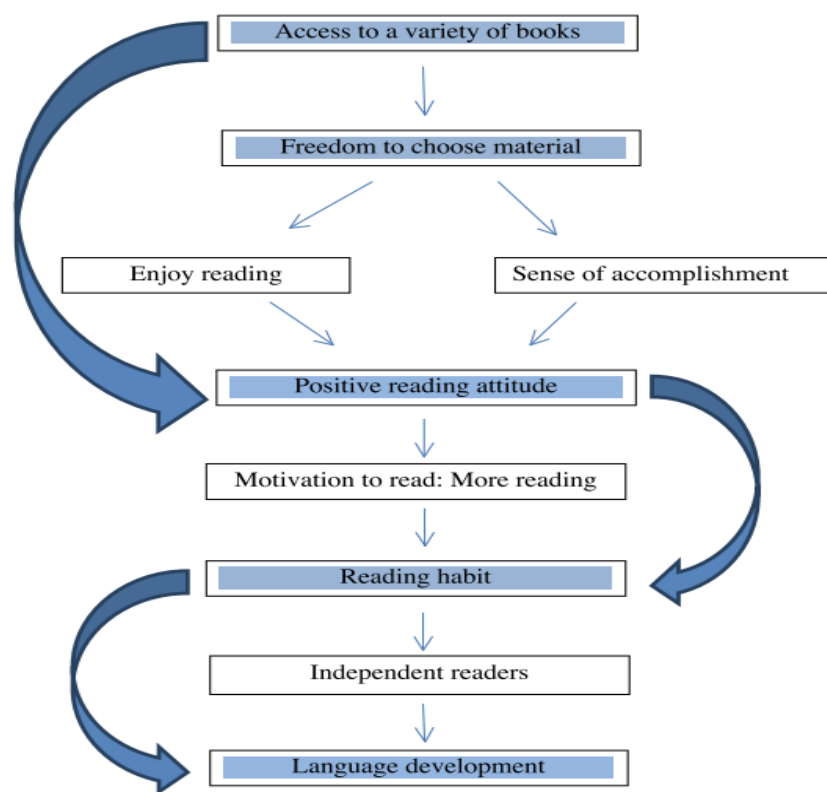 Access to a variety of books
Freedom to choose material
Enjoy reading
Sense of accomplishment
Positive reading attitude
Motivation to read: More reading
Reading habit
Independent readers
Language development